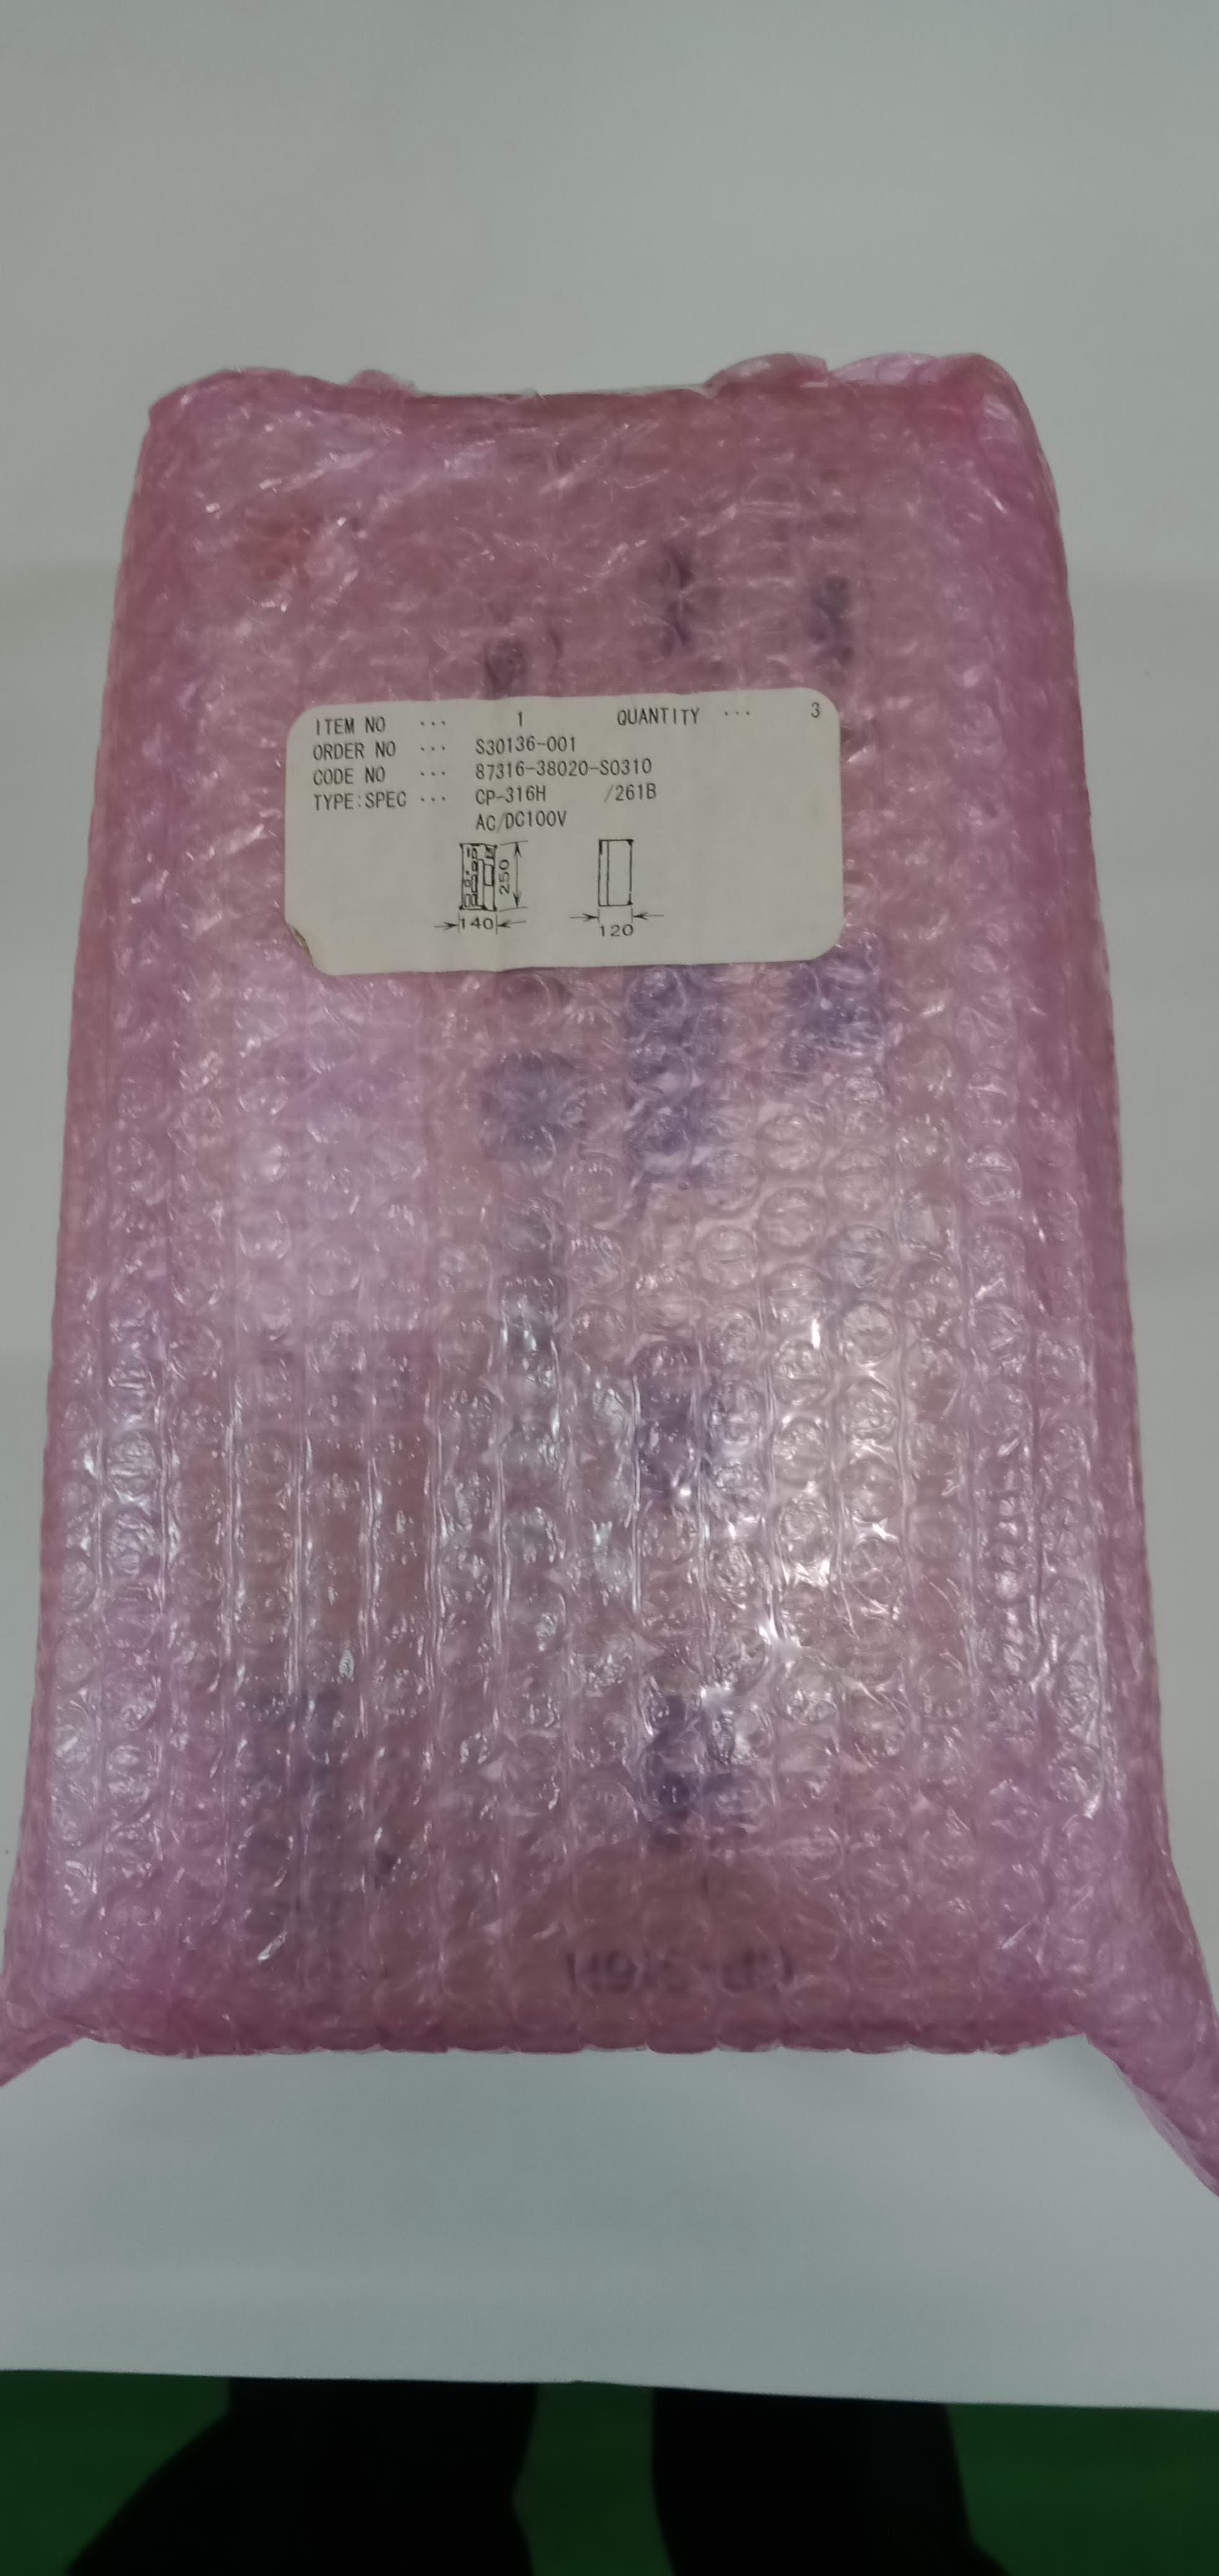 ITEM NO ... 1 QUANTITY ... 3
ORDER NO ... S30136-001
CODE NO ... 87316-38020-S0310
TYPE:SPEC ... CP-316H /261B
AC/DC100V
250
140
120